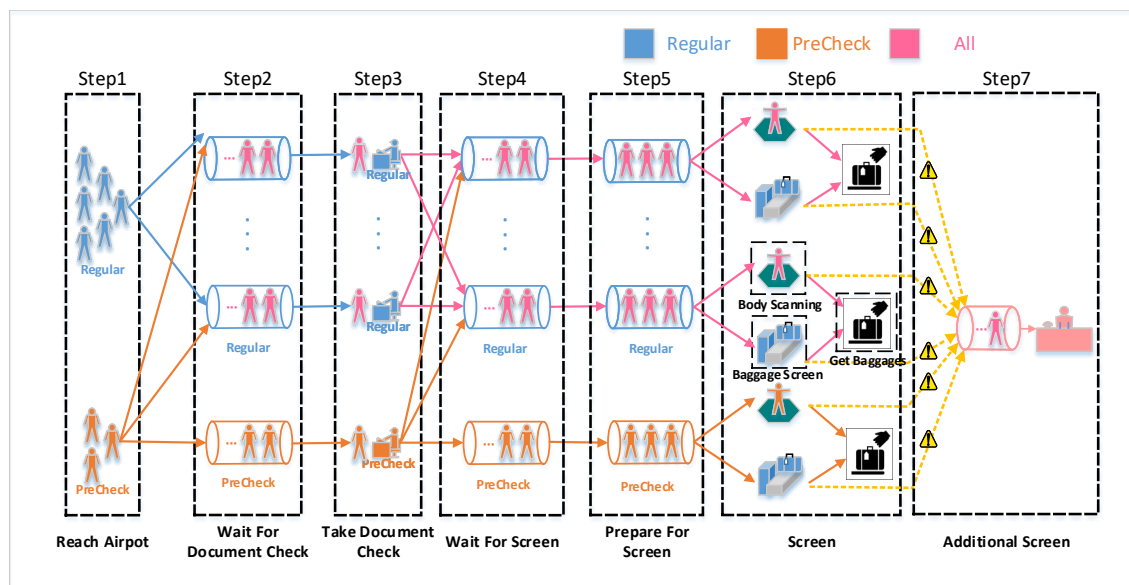 Regular PreCheck All
Step1 Step2 Step3 Step4 Step5 Step6 Step7
...
...
Regular
Regular
...
...
Body Scanning
Regular
Regular
Regular
Regular
Baggage Screen
Get Baggages
...
...
...
PreCheck
PreCheck
PreCheck
PreCheck
PreCheck
Reach Airpot
Wait For
Document Check
Take Document
Check
Wait For Screen
Prepare For
Screen
Screen
Additional Screen